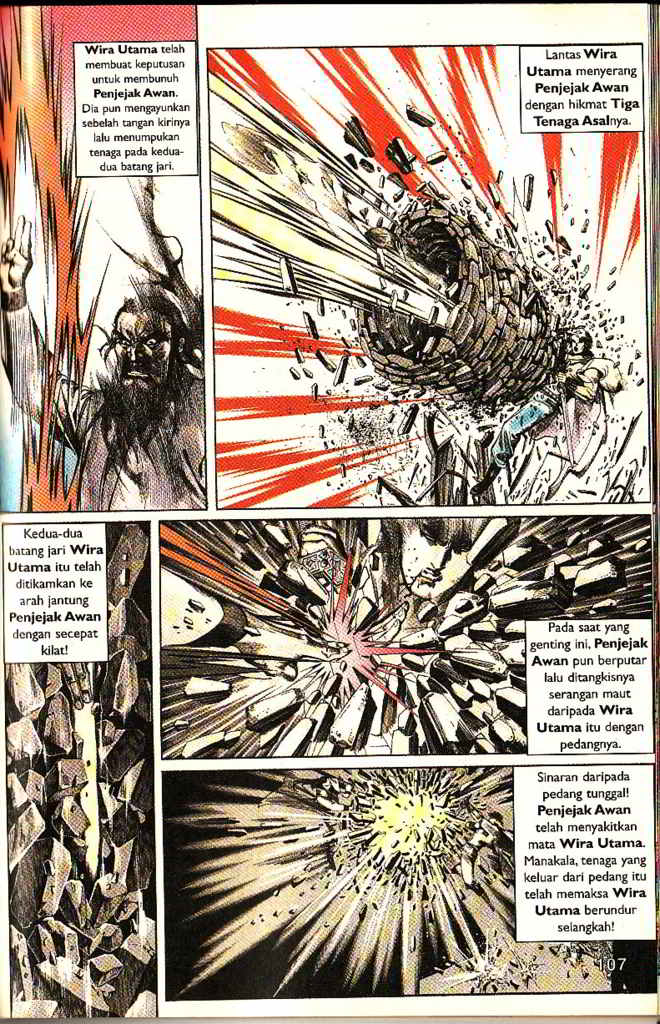 Wira Utama telah
membuat keputusan
untuk membunuh
Penjejak Awan.
Dia pun mengayunkan
sebelah tangan kirinya
lalu menumpukan
tenaga pada kedua-
dua batang jari.
Lantas Wira
Utama menyerang
Penjejak Awan
dengan hikmat Tiga
Tenaga Asalnya.
Kedua-dua
batang jari Wira
Utama itu telah
ditikamkan ke
arah jantung
Penjejak Awan
dengan secepat
kilat!
Pada saat yang
genting ini, Penjejak
Awan pun berputar
lalu ditangkisnya
serangan maut
daripada Wira
Utama itu dengan
pedangnya.
Sinaran daripada
pedang tunggal!
Penjejak Awan
telah menyakitkan
mata Wira Utama.
Manakala, tenaga yang
keluar dari pedang itu
telah memaksa Wira
Utama berundur
selangkah!
107